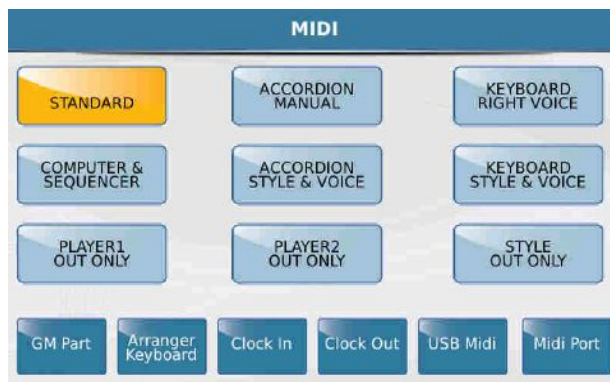 MIDI
STANDARD
ACCORDION
MANUAL
KEYBOARD
RIGHT VOICE
COMPUTER &
SEQUENCER
ACCORDION
STYLE & VOICE
KEYBOARD
STYLE & VOICE
PLAYER1
OUT ONLY
PLAYER2
OUT ONLY
STYLE
OUT ONLY
GM Part
Arranger
Keyboard
Clock In
Clock Out
USB Midi
Midi Port